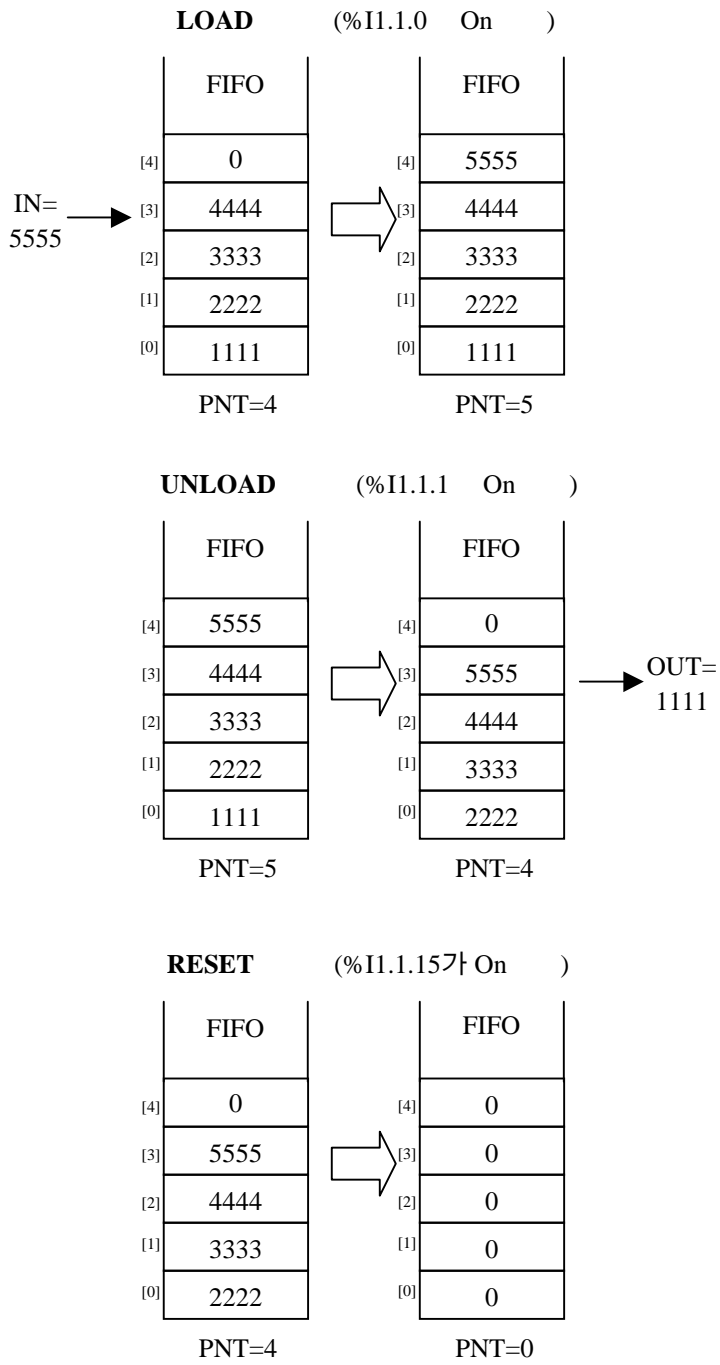 LOAD (%I1.1.0 On )
FIFO FIFO
[4] 0 [4] 5555
IN= [3] 4444 [3] 4444
5555
[2] 3333 [2] 3333
[1] 2222 [1] 2222
[0] 1111 [0] 1111
PNT=4 PNT=5
UNLOAD (%I1.1.1 On )
FIFO FIFO
[4] 5555 [4] 0
[3] 4444 [3] 5555 OUT=
1111
[2] 3333 [2] 4444
[1] 2222 [1] 3333
[0] 1111 [0] 2222
PNT=5 PNT=4
RESET (%I1.1.15가 On )
FIFO FIFO
[4] 0 [4] 0
[3] 5555 [3] 0
[2] 4444 [2] 0
[1] 3333 [1] 0
[0] 2222 [0] 0
PNT=4 PNT=0